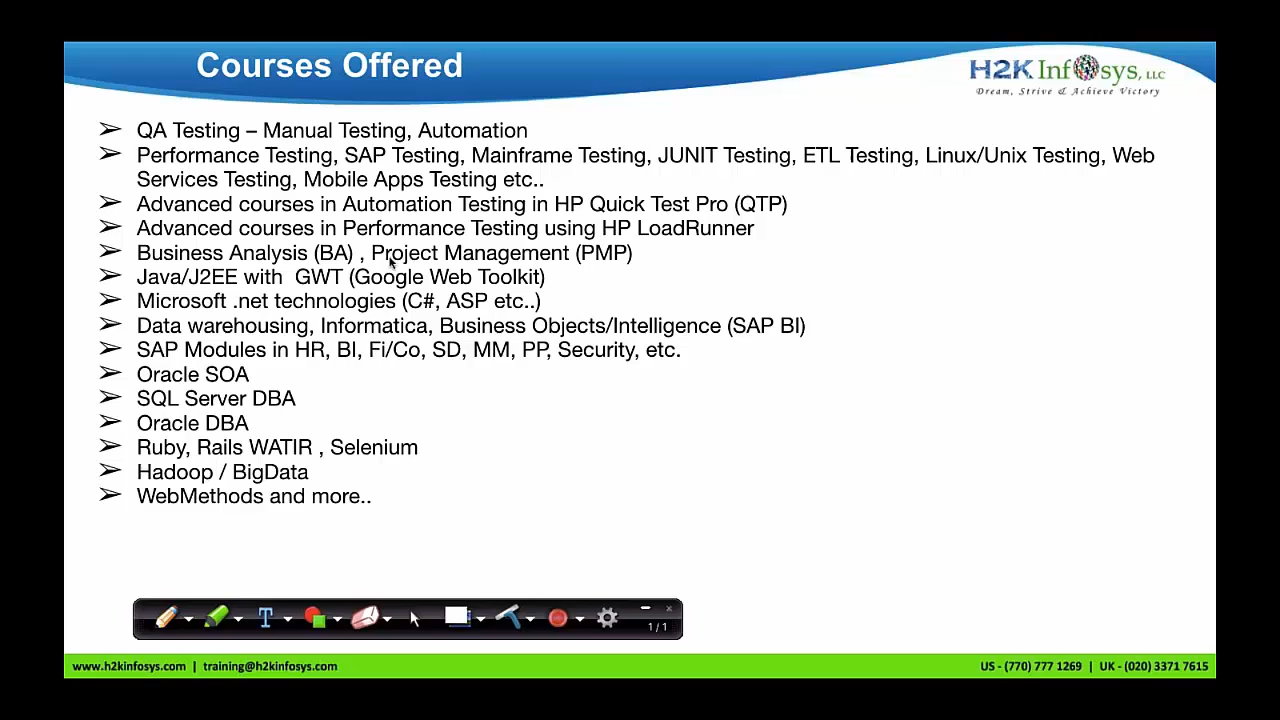 Courses Offered
H2K Infosys, LLC
Dream, Strive & Achieve Victory
➢ QA Testing – Manual Testing, Automation
➢ Performance Testing, SAP Testing, Mainframe Testing, JUNIT Testing, ETL Testing, Linux/Unix Testing, Web
Services Testing, Mobile Apps Testing etc..
➢ Advanced courses in Automation Testing in HP Quick Test Pro (QTP)
➢ Advanced courses in Performance Testing using HP LoadRunner
➢ Business Analysis (BA) , Project Management (PMP)
➢ Java/J2EE with  GWT (Google Web Toolkit)
➢ Microsoft .net technologies (C#, ASP etc..)
➢ Data warehousing, Informatica, Business Objects/Intelligence (SAP BI)
➢ SAP Modules in HR, BI, Fi/Co, SD, MM, PP, Security, etc.
➢ Oracle SOA
➢ SQL Server DBA
➢ Oracle DBA
➢ Ruby, Rails WATIR , Selenium
➢ Hadoop / BigData
➢ WebMethods and more..
T
1/1
www.h2kinfosys.com | training@h2kinfosys.com
US - (770) 777 1269 | UK - (020) 3371 7615